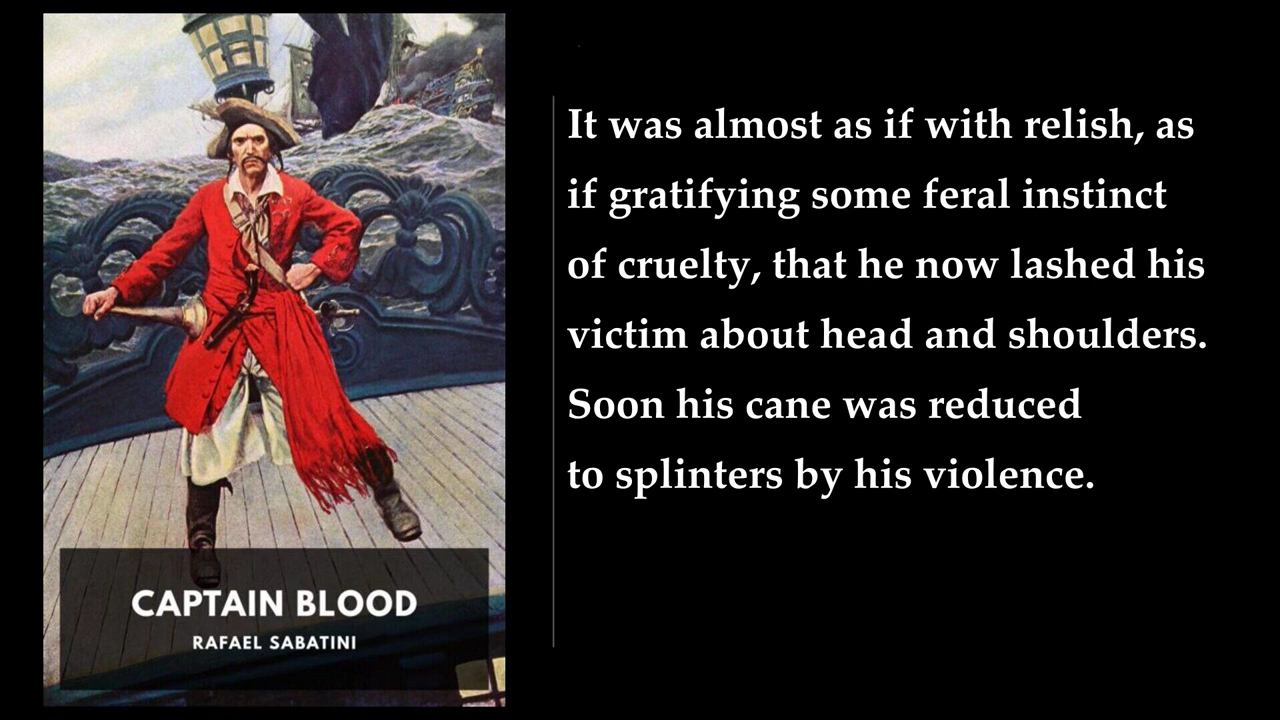 It was almost as if with relish, as
if gratifying some feral instinct
of cruelty, that he now lashed his
victim about head and shoulders.
Soon his cane was reduced
to splinters by his violence.
CAPTAIN BLOOD
RAFAEL SABATINI